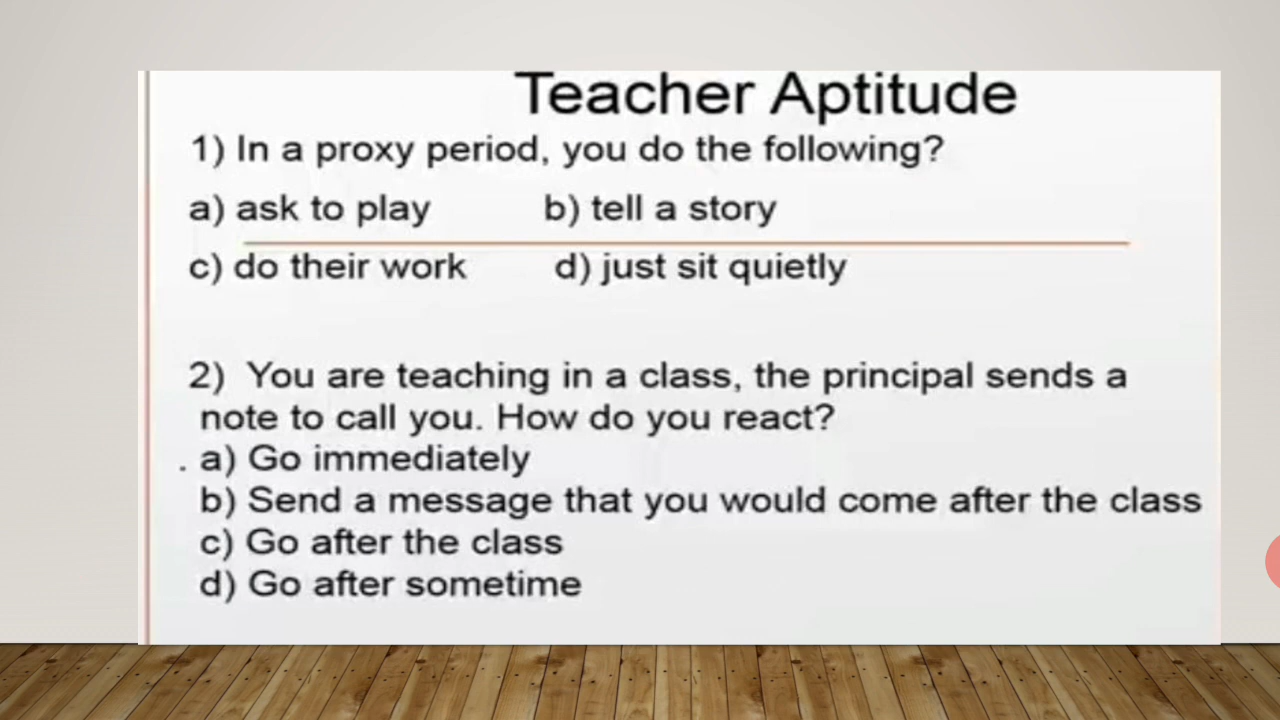 Teacher Aptitude
1) In a proxy period, you do the following?
a) ask to play b) tell a story
c) do their work d) just sit quietly
2) You are teaching in a class, the principal sends a
note to call you. How do you react?
. a) Go immediately
b) Send a message that you would come after the class
c) Go after the class
d) Go after sometime